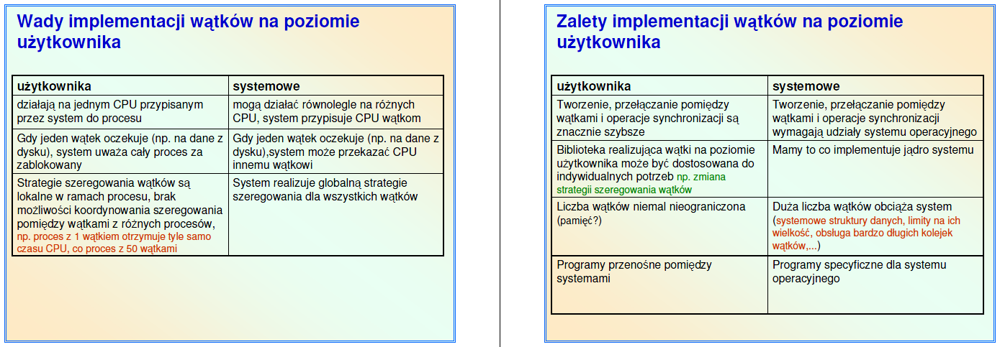 Wady implementacji wątków na poziomie
użytkownika
użytkownika
systemowe
działają na jednym CPU przypisanym
przez system do procesu
mogą działać równolegle na różnych
CPU, system przypisuje CPU wątkom
Gdy jeden wątek oczekuje (np. na dane z
dysku), system uważa cały proces za
zablokowany
Gdy jeden wątek oczekuje (np. na dane z
dysku),system może przekazać CPU
innemu wątkowi
Strategie szeregowania wątków są
lokalne w ramach procesu, brak
możliwości koordynowania szeregowania
pomiędzy wątkami z różnych procesów,
np. proces z 1 wątkiem otrzymuje tyle samo
czasu CPU, co proces z 50 wątkami
System realizuje globalną strategie
szeregowania dla wszystkich wątków
Zalety implementacji wątków na poziomie
użytkownika
użytkownika
systemowe
Tworzenie, przełączanie pomiędzy
wątkami i operacje synchronizacji są
znacznie szybsze
Tworzenie, przełączanie pomiędzy
wątkami i operacje synchronizacji
wymagają udziały systemu operacyjnego
Biblioteka realizująca wątki na poziomie
użytkownika może być dostosowana do
indywidualnych potrzeb np. zmiana
strategii szeregowania wątków
Mamy to co implementuje jądro systemu
Liczba wątków niemal nieograniczona
(pamięć?)
Duża liczba wątków obciąża system
(systemowe struktury danych, limity na ich
wielkość, obsługa bardzo długich kolejek
wątków,...)
Programy przenośne pomiędzy
systemami
Programy specyficzne dla systemu
operacyjnego